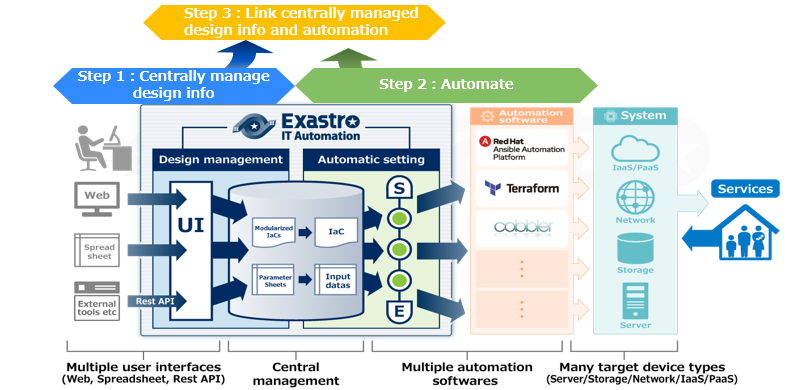 Step 3 : Link centrally managed
design info and automation
Step 1 : Centrally manage
design info
Step 2 : Automate
Exastro
IT Automation
Design management
Automatic setting
Automation
software
System
Red Hat
Ansible Automation
Platform
Terraform
cobbler
IaaS/PaaS
Network
Storage
Server
Services
Web
Spread
sheet
External
tools etc
Rest API
UI
Modularized
IaCs
IaC
Parameter
Sheets
Input
datas
S
E
Multiple user interfaces
(Web, Spreadsheet, Rest API)
Central
management
Multiple automation
softwares
Many target device types
(Server/Storage/Network/IaaS/PaaS)